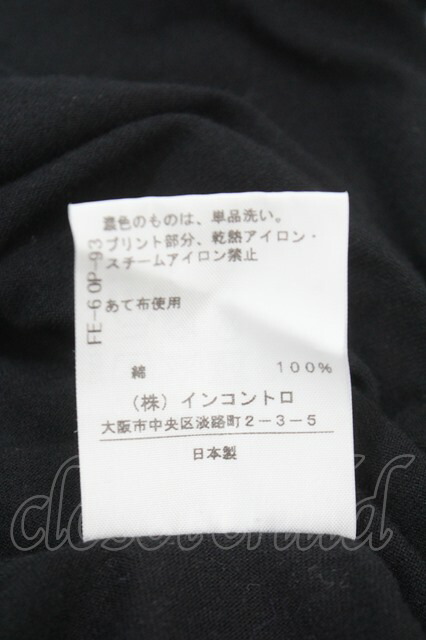 濃色のものは、単品洗い。
プリント部分、乾熱アイロン・
スチームアイロン禁止
あて布使用
FE-60P-93
綿 100%
(株)インコントロ
大阪市中央区淡路町2-3-5
日本製
closet child